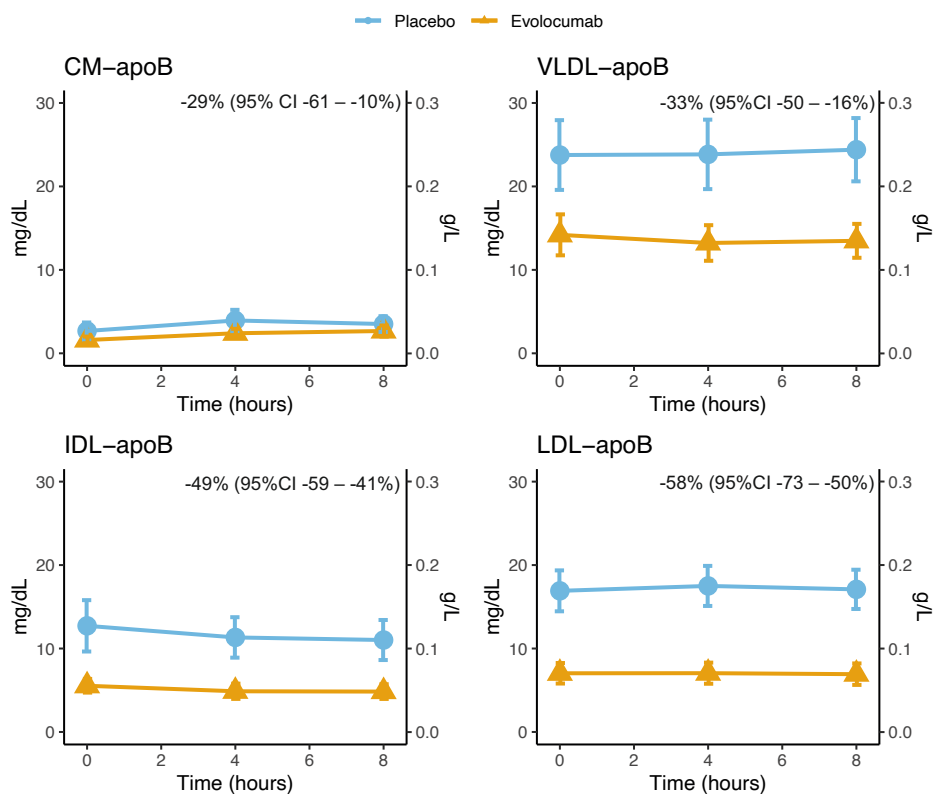 Placebo Evolocumab
CM−apoB
-29% (95% CI -61 – -10%)
30
20
10
0
0.3
0.2
0.1
0.0
mg/dL
g/L
0 2 4 6 8
Time (hours)
VLDL−apoB
-33% (95%CI -50 – -16%)
30
20
10
0
0.3
0.2
0.1
0.0
mg/dL
g/L
0 2 4 6 8
Time (hours)
IDL−apoB
-49% (95%CI -59 – -41%)
30
20
10
0
0.3
0.2
0.1
0.0
mg/dL
g/L
0 2 4 6 8
Time (hours)
LDL−apoB
-58% (95%CI -73 – -50%)
30
20
10
0
0.3
0.2
0.1
0.0
mg/dL
g/L
0 2 4 6 8
Time (hours)